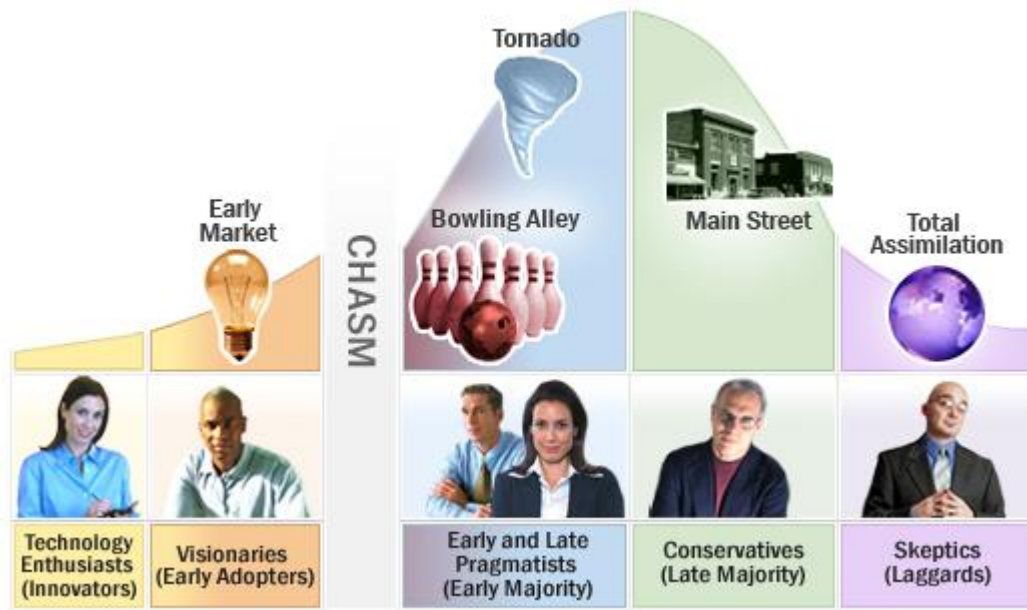 Tornado
Early
Market
CHASM
Bowling Alley
Main Street
Total
Assimilation
Technology
Enthusiasts
(Innovators)
Visionaries
(Early Adopters)
Early and Late
Pragmatists
(Early Majority)
Conservatives
(Late Majority)
Skeptics
(Laggards)